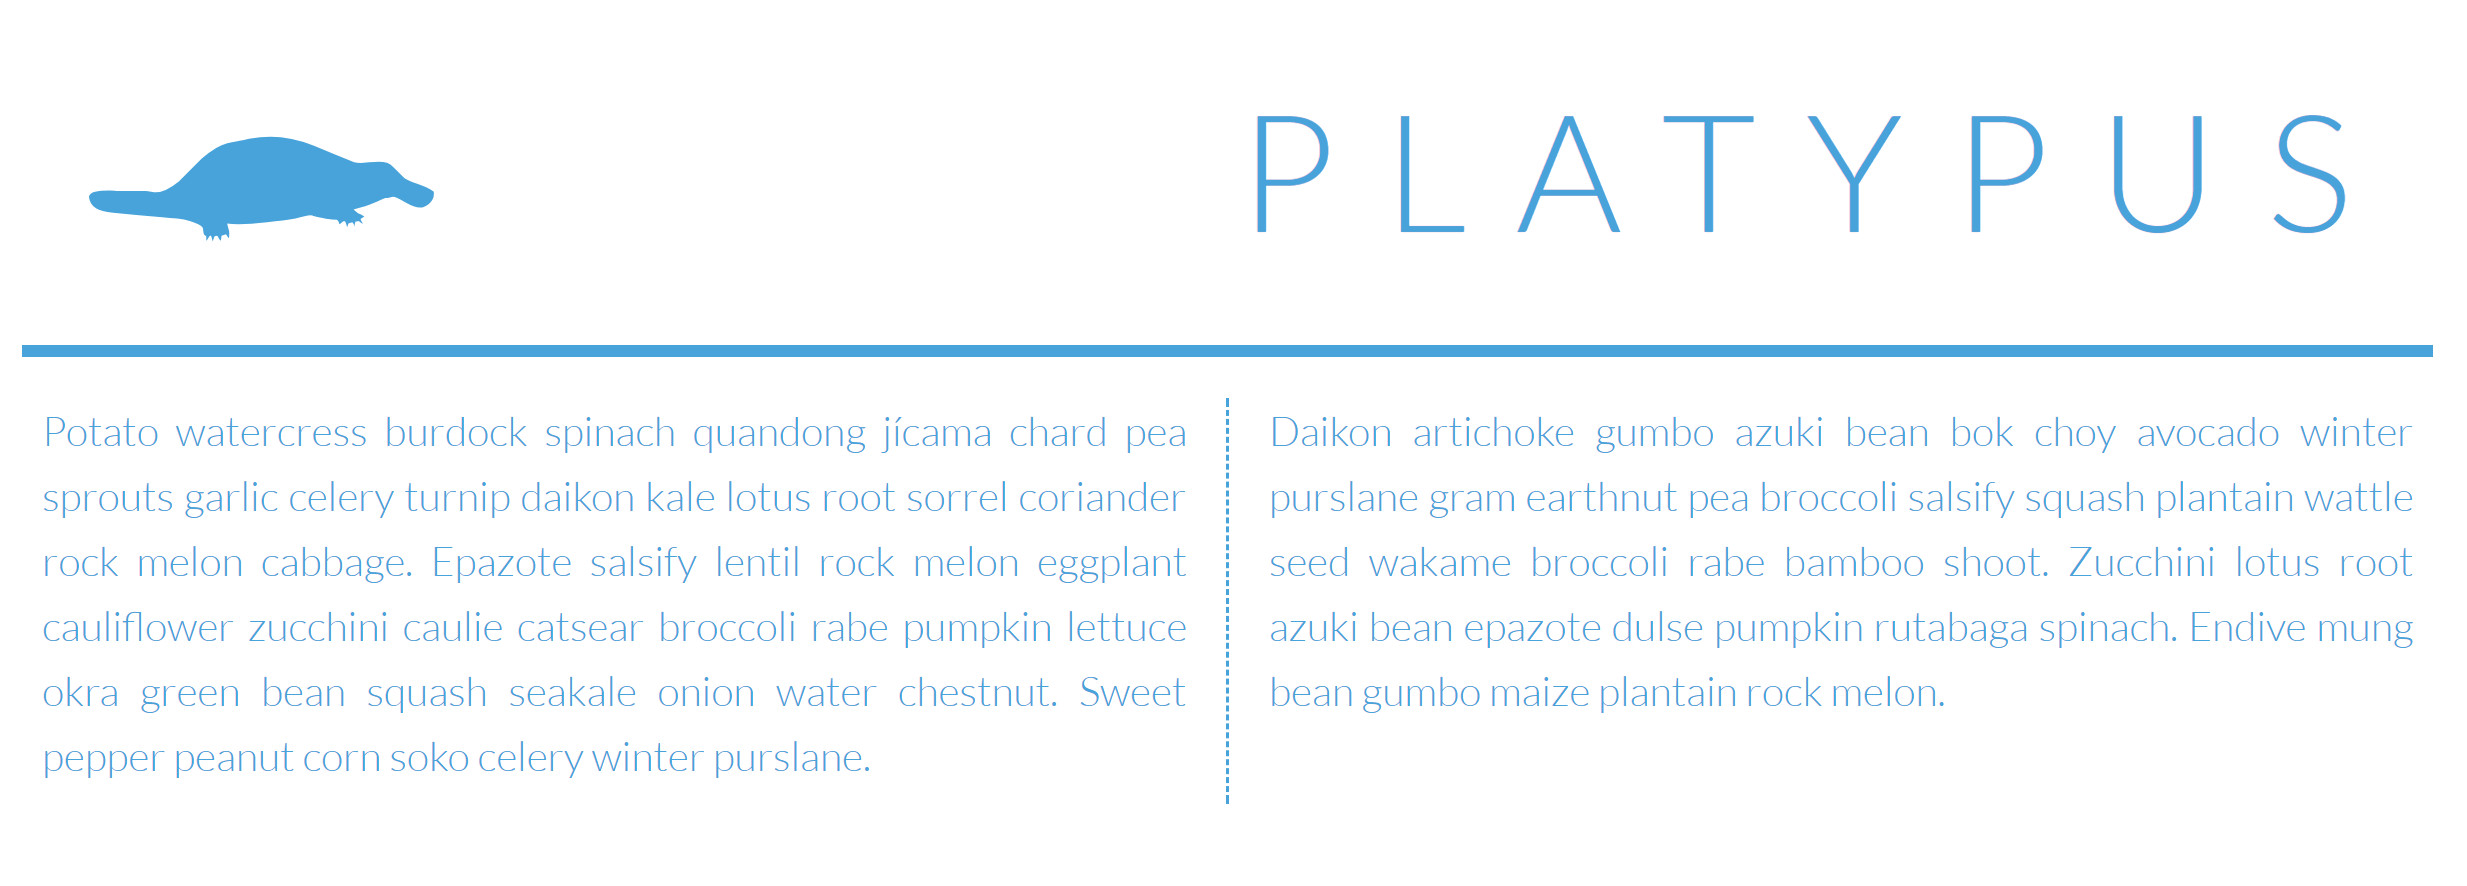 PLATYPUS
Potato watercress burdock spinach quandong jícama chard pea
sprouts garlic celery turnip daikon kale lotus root sorrel coriander
rock melon cabbage. Epazote salsify lentil rock melon eggplant
cauliflower zucchini caulie catsear broccoli rabe pumpkin lettuce
okra green bean squash seakale onion water chestnut. Sweet
pepper peanut corn soko celery winter purslane.
Daikon artichoke gumbo azuki bean bok choy avocado winter
purslane gram earthnut pea broccoli salsify squash plantain wattle
seed wakame broccoli rabe bamboo shoot. Zucchini lotus root
azuki bean epazote dulse pumpkin rutabaga spinach. Endive mung
bean gumbo maize plantain rock melon.